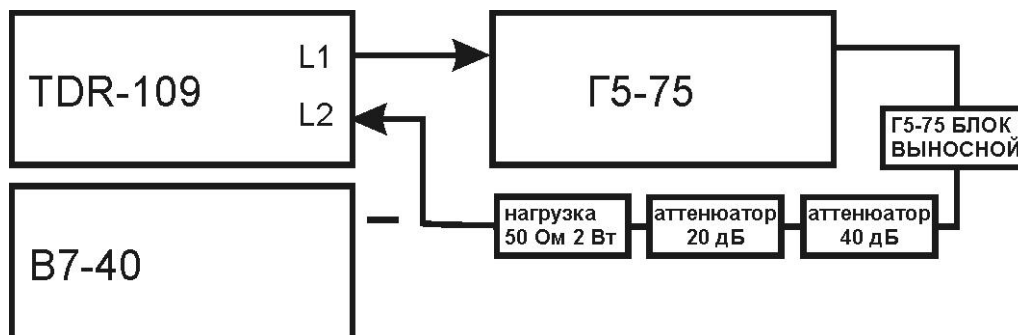 TDR-109
L1
L2
Г5-75
Г5-75 БЛОК
ВЫНОСНОЙ
нагрузка
50 Ом 2 Вт
аттенюатор
20 дБ
аттенюатор
40 дБ
В7-40